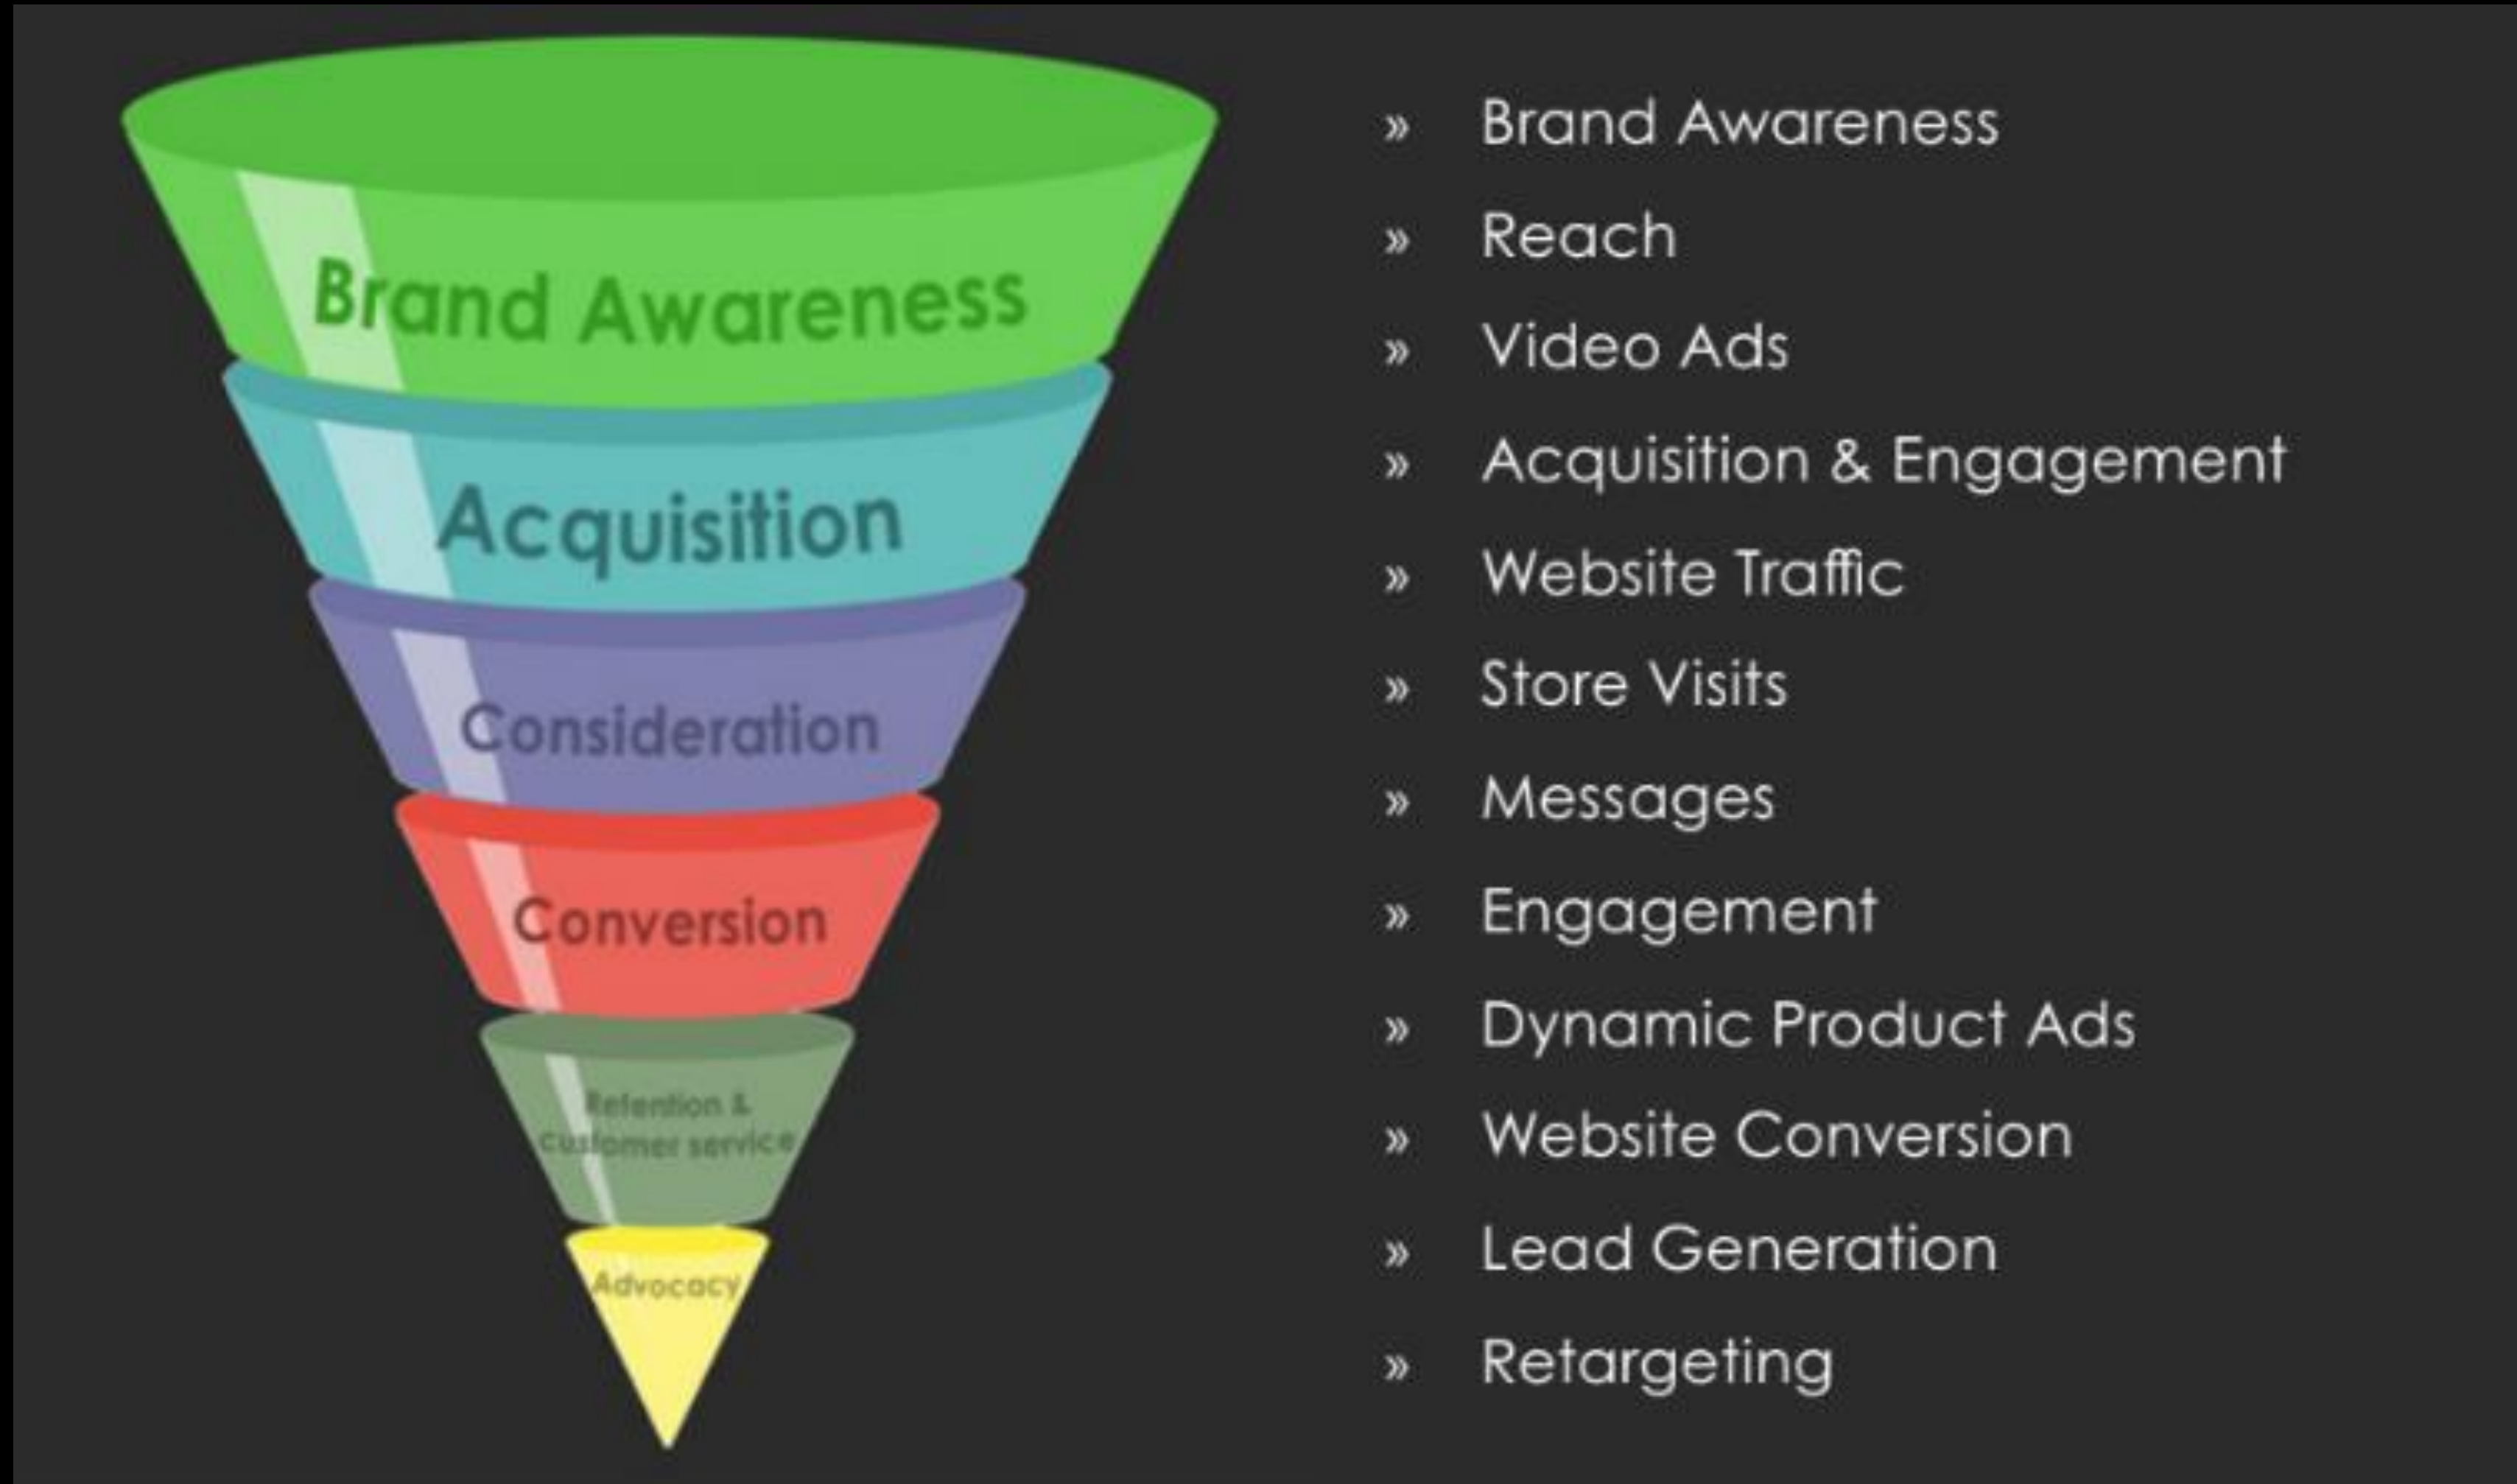 Brand Awareness
Acquisition
Consideration
Conversion
Retention &
customer service
Advocacy
» Brand Awareness
» Reach
» Video Ads
» Acquisition & Engagement
» Website Traffic
» Store Visits
» Messages
» Engagement
» Dynamic Product Ads
» Website Conversion
» Lead Generation
» Retargeting